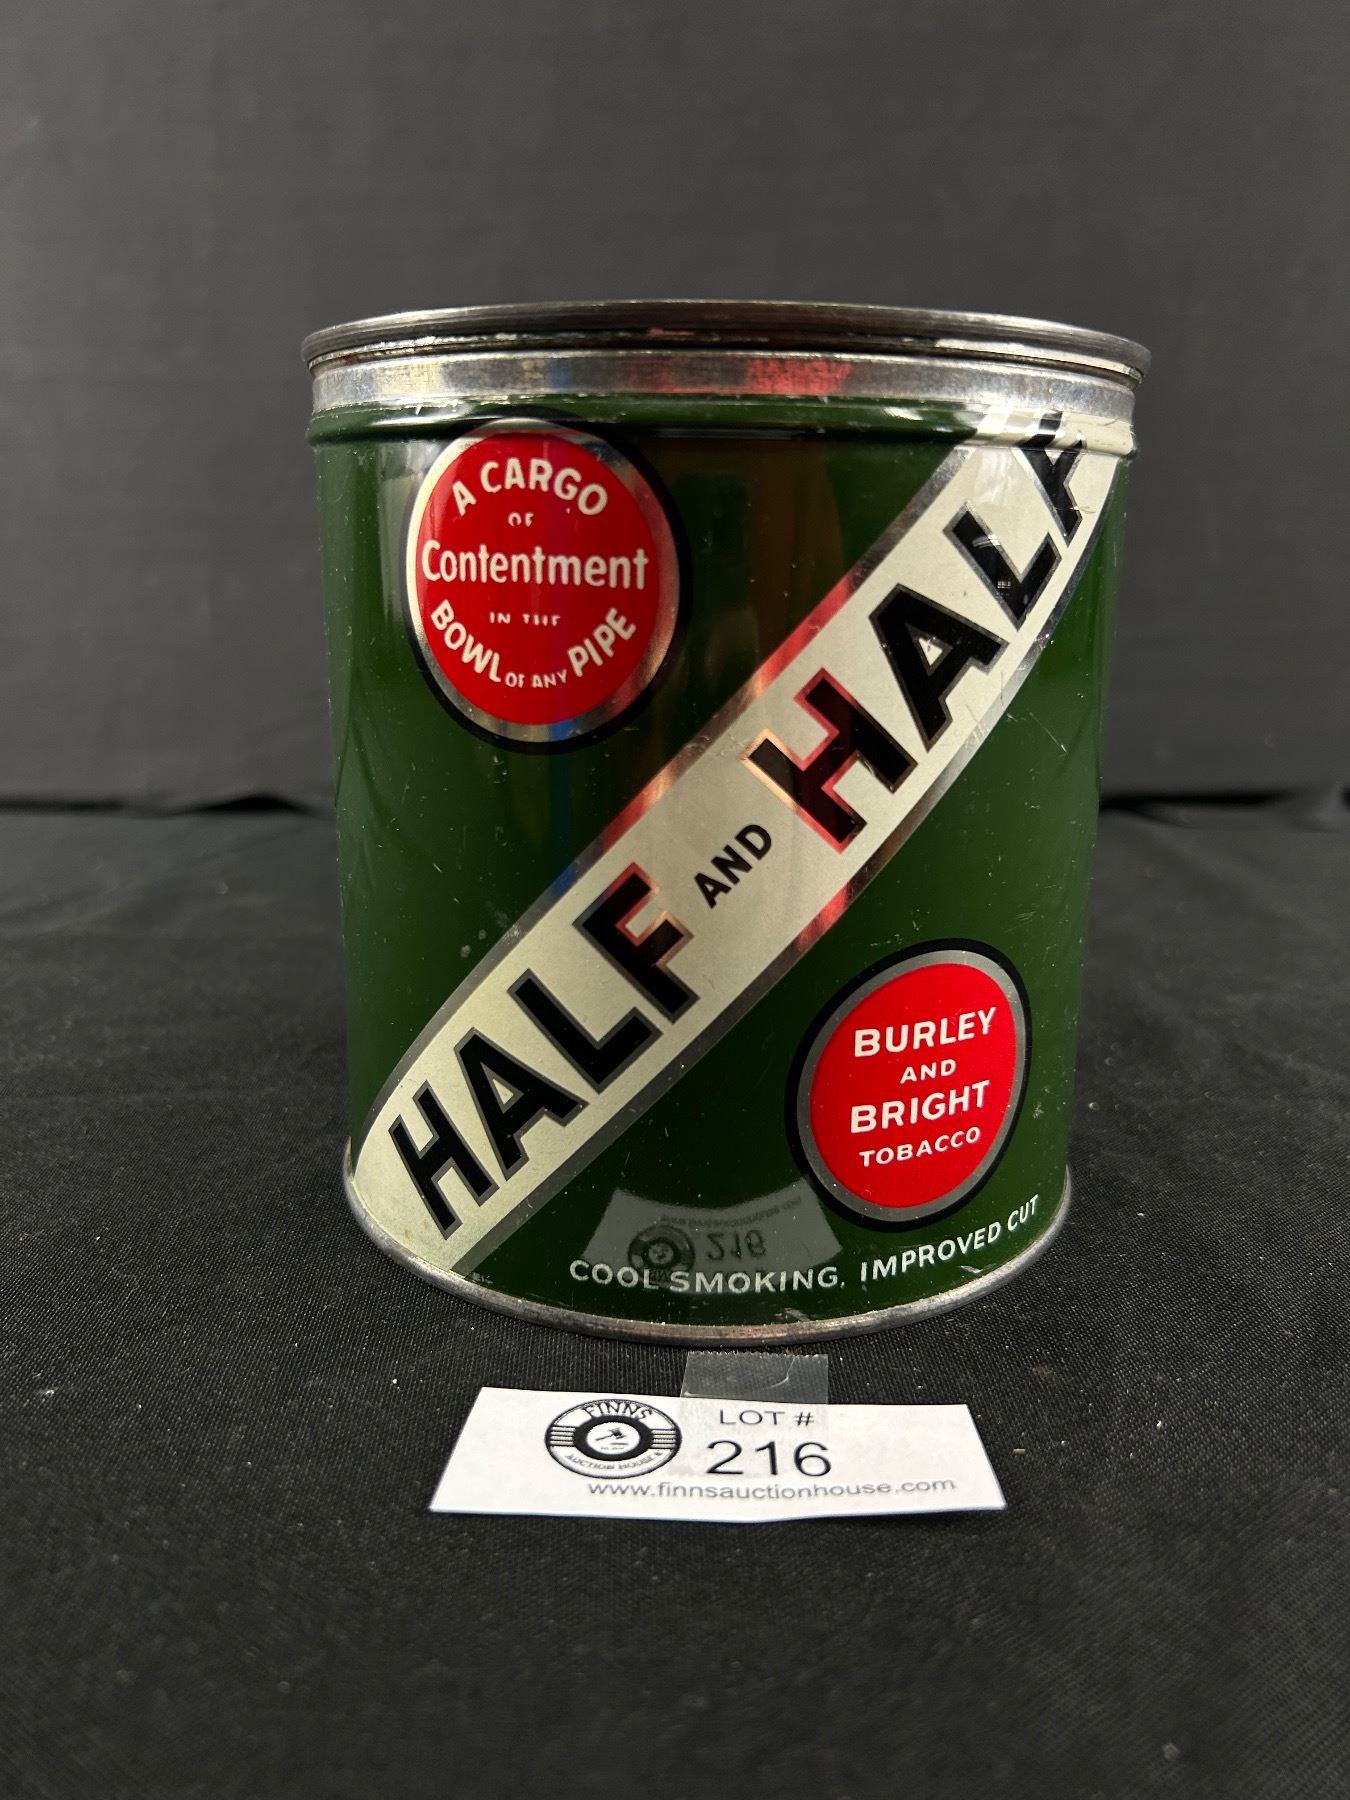 A CARGO
OF
Contentment
IN THE
BOWL OF ANY PIPE
HALF AND HALF
BURLEY
AND
BRIGHT
TOBACCO
COOL SMOKING, IMPROVED CUT
FINNS
AUCTION HOUSE
LOT #
216
www.finnsauctionhouse.com